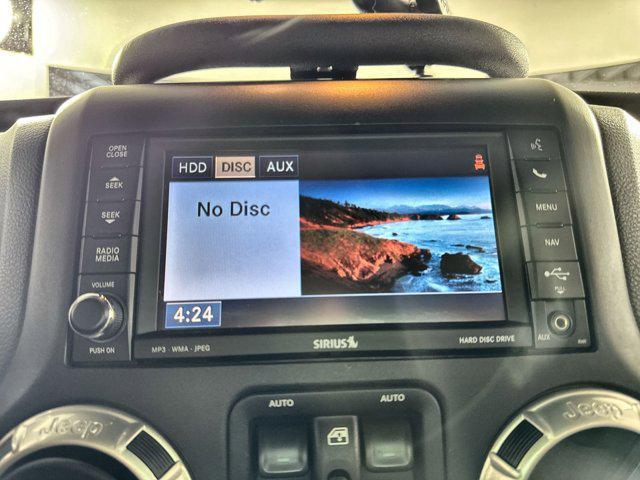 OPEN
CLOSE
SEEK
SEEK
RADIO
MEDIA
VOLUME
PUSH ON
HDD DISC AUX
No Disc
4:24
MENU
NAV
PULL
AUX
MP3 · WMA · JPEG
SIRIUS
HARD DISC DRIVE
AUTO AUTO
Jeep Jeep